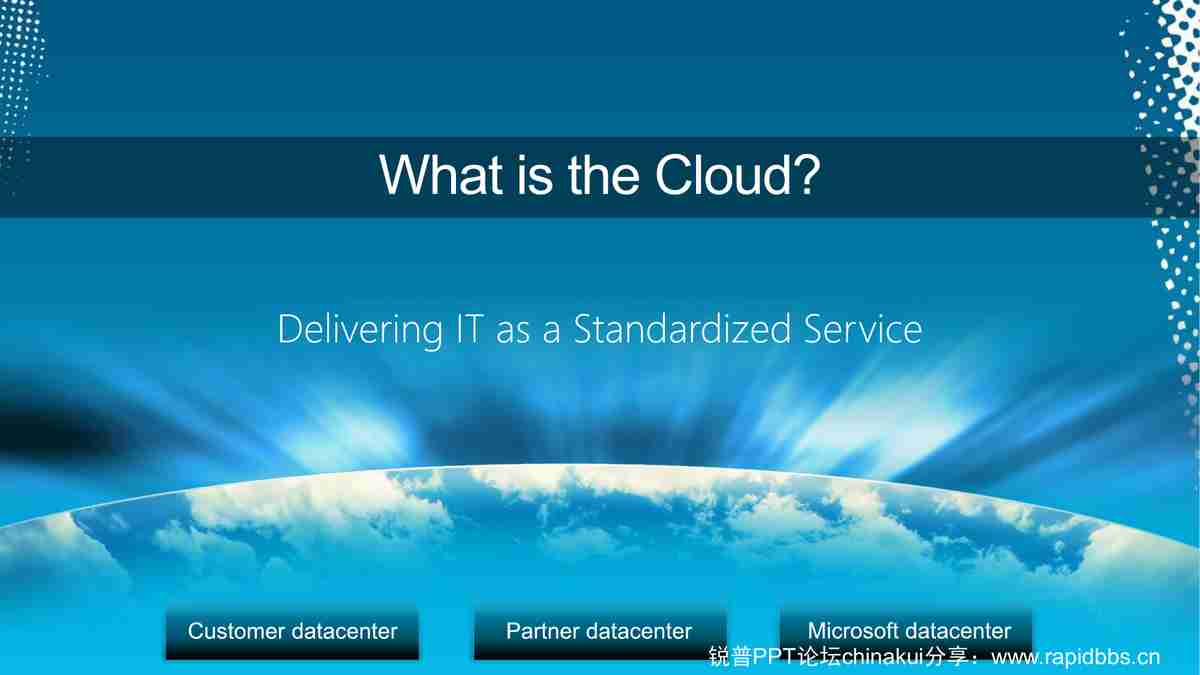 What is the Cloud?
Delivering IT as a Standardized Service
Customer datacenter
Partner datacenter
Microsoft datacenter
锐普PPT论坛chinakui分享：www.rapidbbs.cn